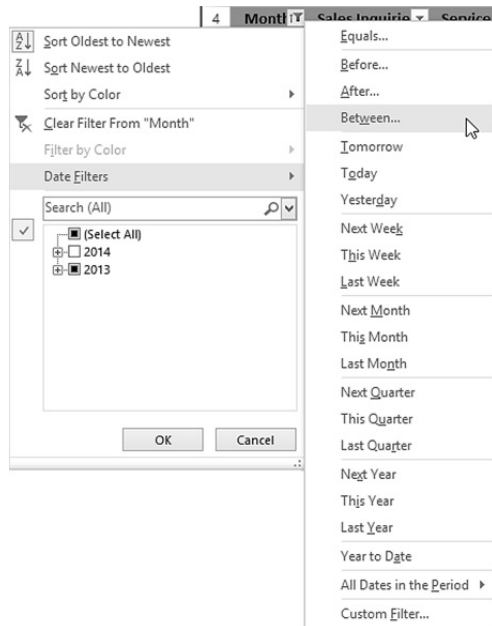 4 Month Sales Inquirie Service
Sort Oldest to Newest
Sort Newest to Oldest
Sort by Color
Clear Filter From "Month"
Filter by Color
Date Filters
Search (All)
(Select All)
2014
2013
OK Cancel
Equals...
Before...
After...
Between...
Tomorrow
Today
Yesterday
Next Week
This Week
Last Week
Next Month
This Month
Last Month
Next Quarter
This Quarter
Last Quarter
Next Year
This Year
Last Year
Year to Date
All Dates in the Period
Custom Filter...